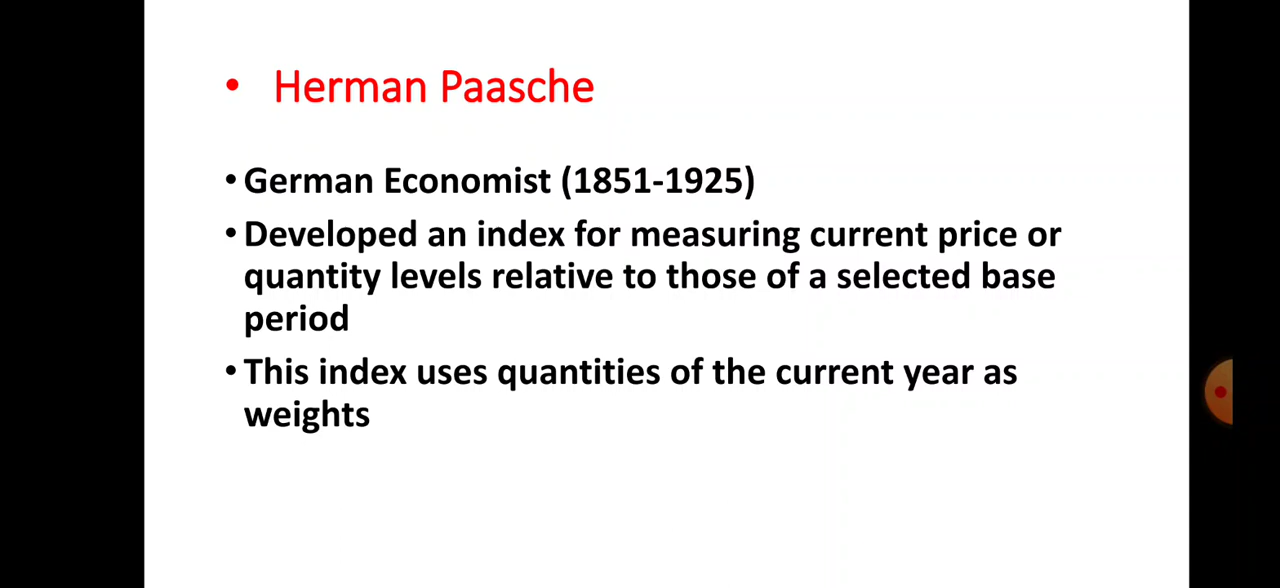 • Herman Paasche
• German Economist (1851-1925)
• Developed an index for measuring current price or
quantity levels relative to those of a selected base
period
• This index uses quantities of the current year as
weights